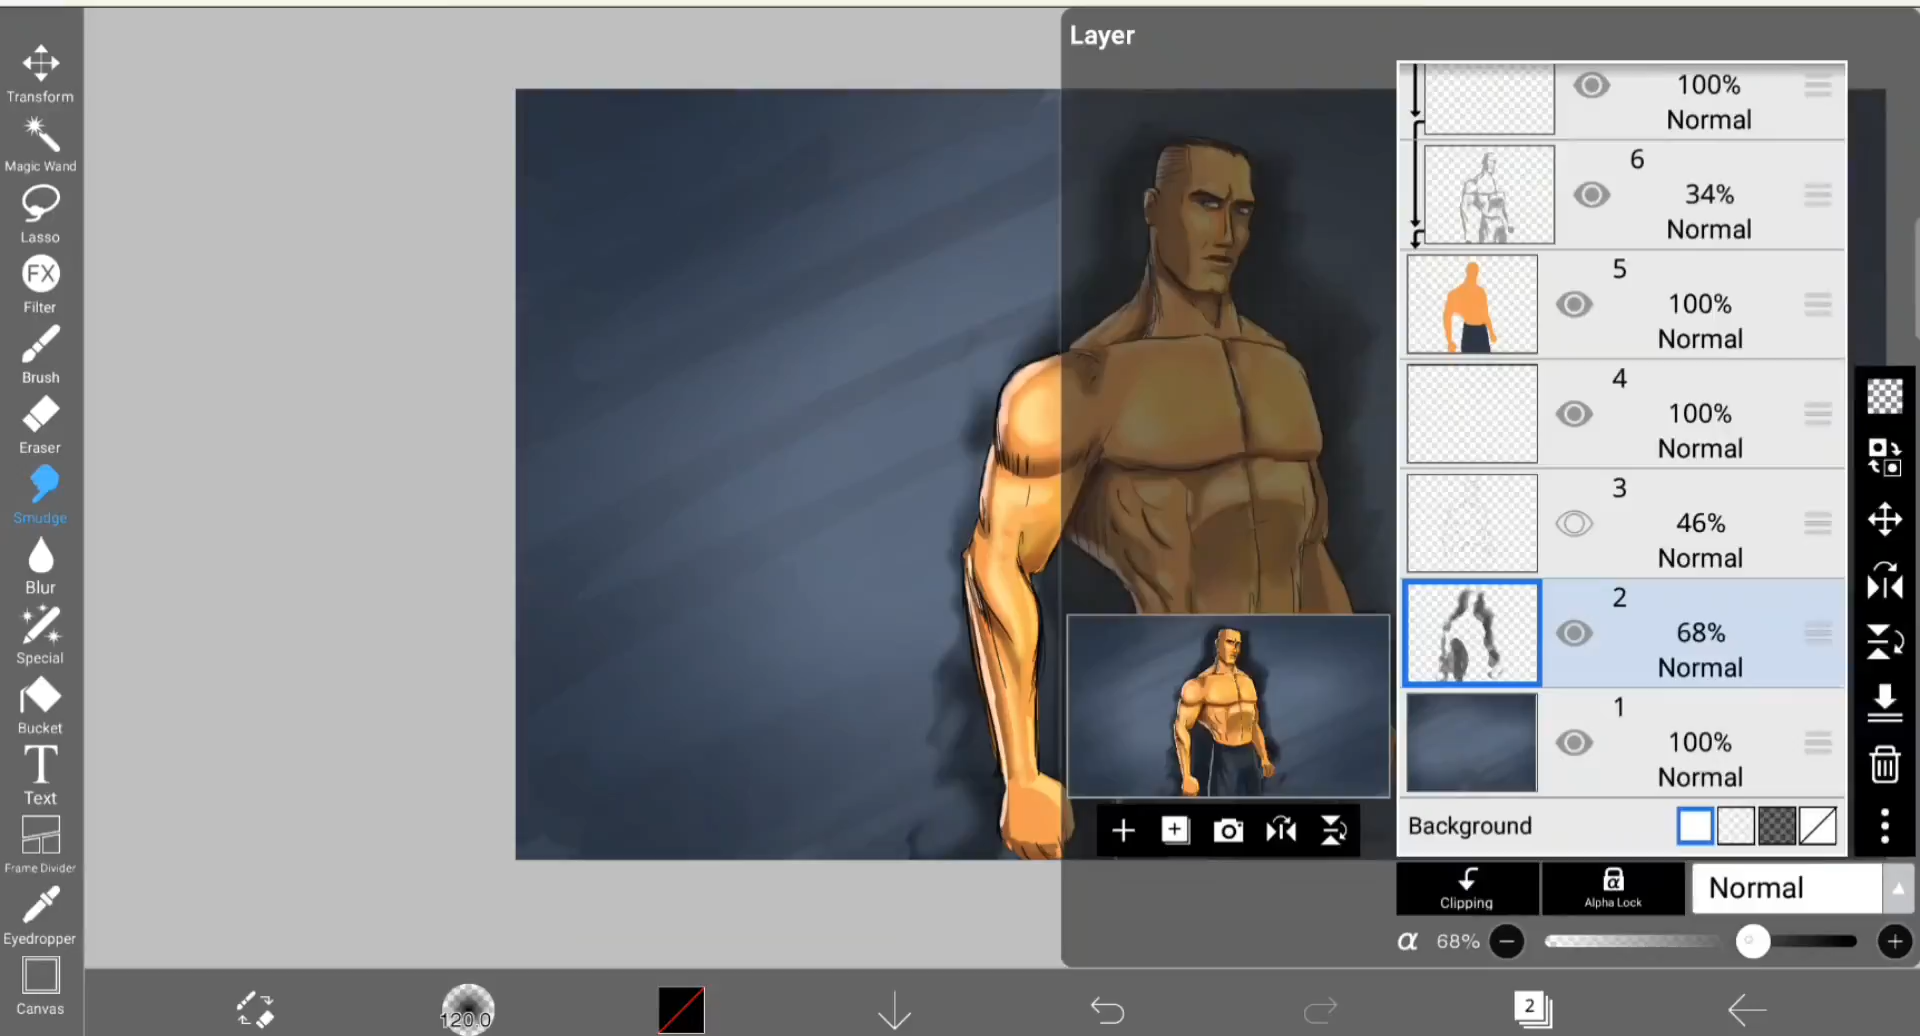 Layer
Transform
Magic Wand
Lasso
FX
Filter
Brush
Eraser
Smudge
Blur
Special
Bucket
T
Text
Frame Divider
Eyedropper
Canvas
100%
Normal
6
34%
Normal
5
100%
Normal
4
100%
Normal
3
46%
Normal
2
68%
Normal
1
100%
Normal
Background
Clipping
α
Alpha Lock
Normal
α 68%
120.0
2